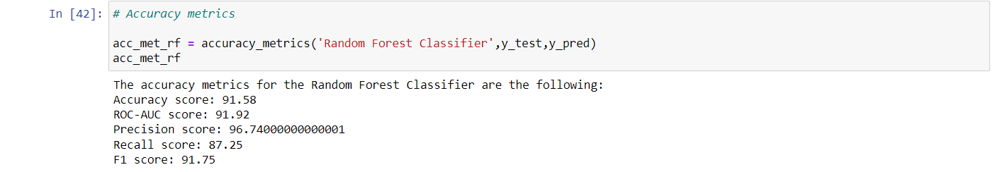 In [42]: # Accuracy metrics
acc_met_rf = accuracy_metrics('Random Forest Classifier',y_test,y_pred)
acc_met_rf
The accuracy metrics for the Random Forest Classifier are the following:
Accuracy score: 91.58
ROC-AUC score: 91.92
Precision score: 96.74000000000001
Recall score: 87.25
F1 score: 91.75